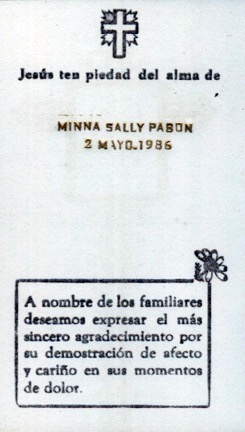 Jesús ten piedad del alma de
MINNA SALLY PABON
2 MAYO.1986
A nombre de los familiares
deseamos expresar el más
sincero agradecimiento por
su demostración de afecto
y cariño en sus momentos
de dolor.